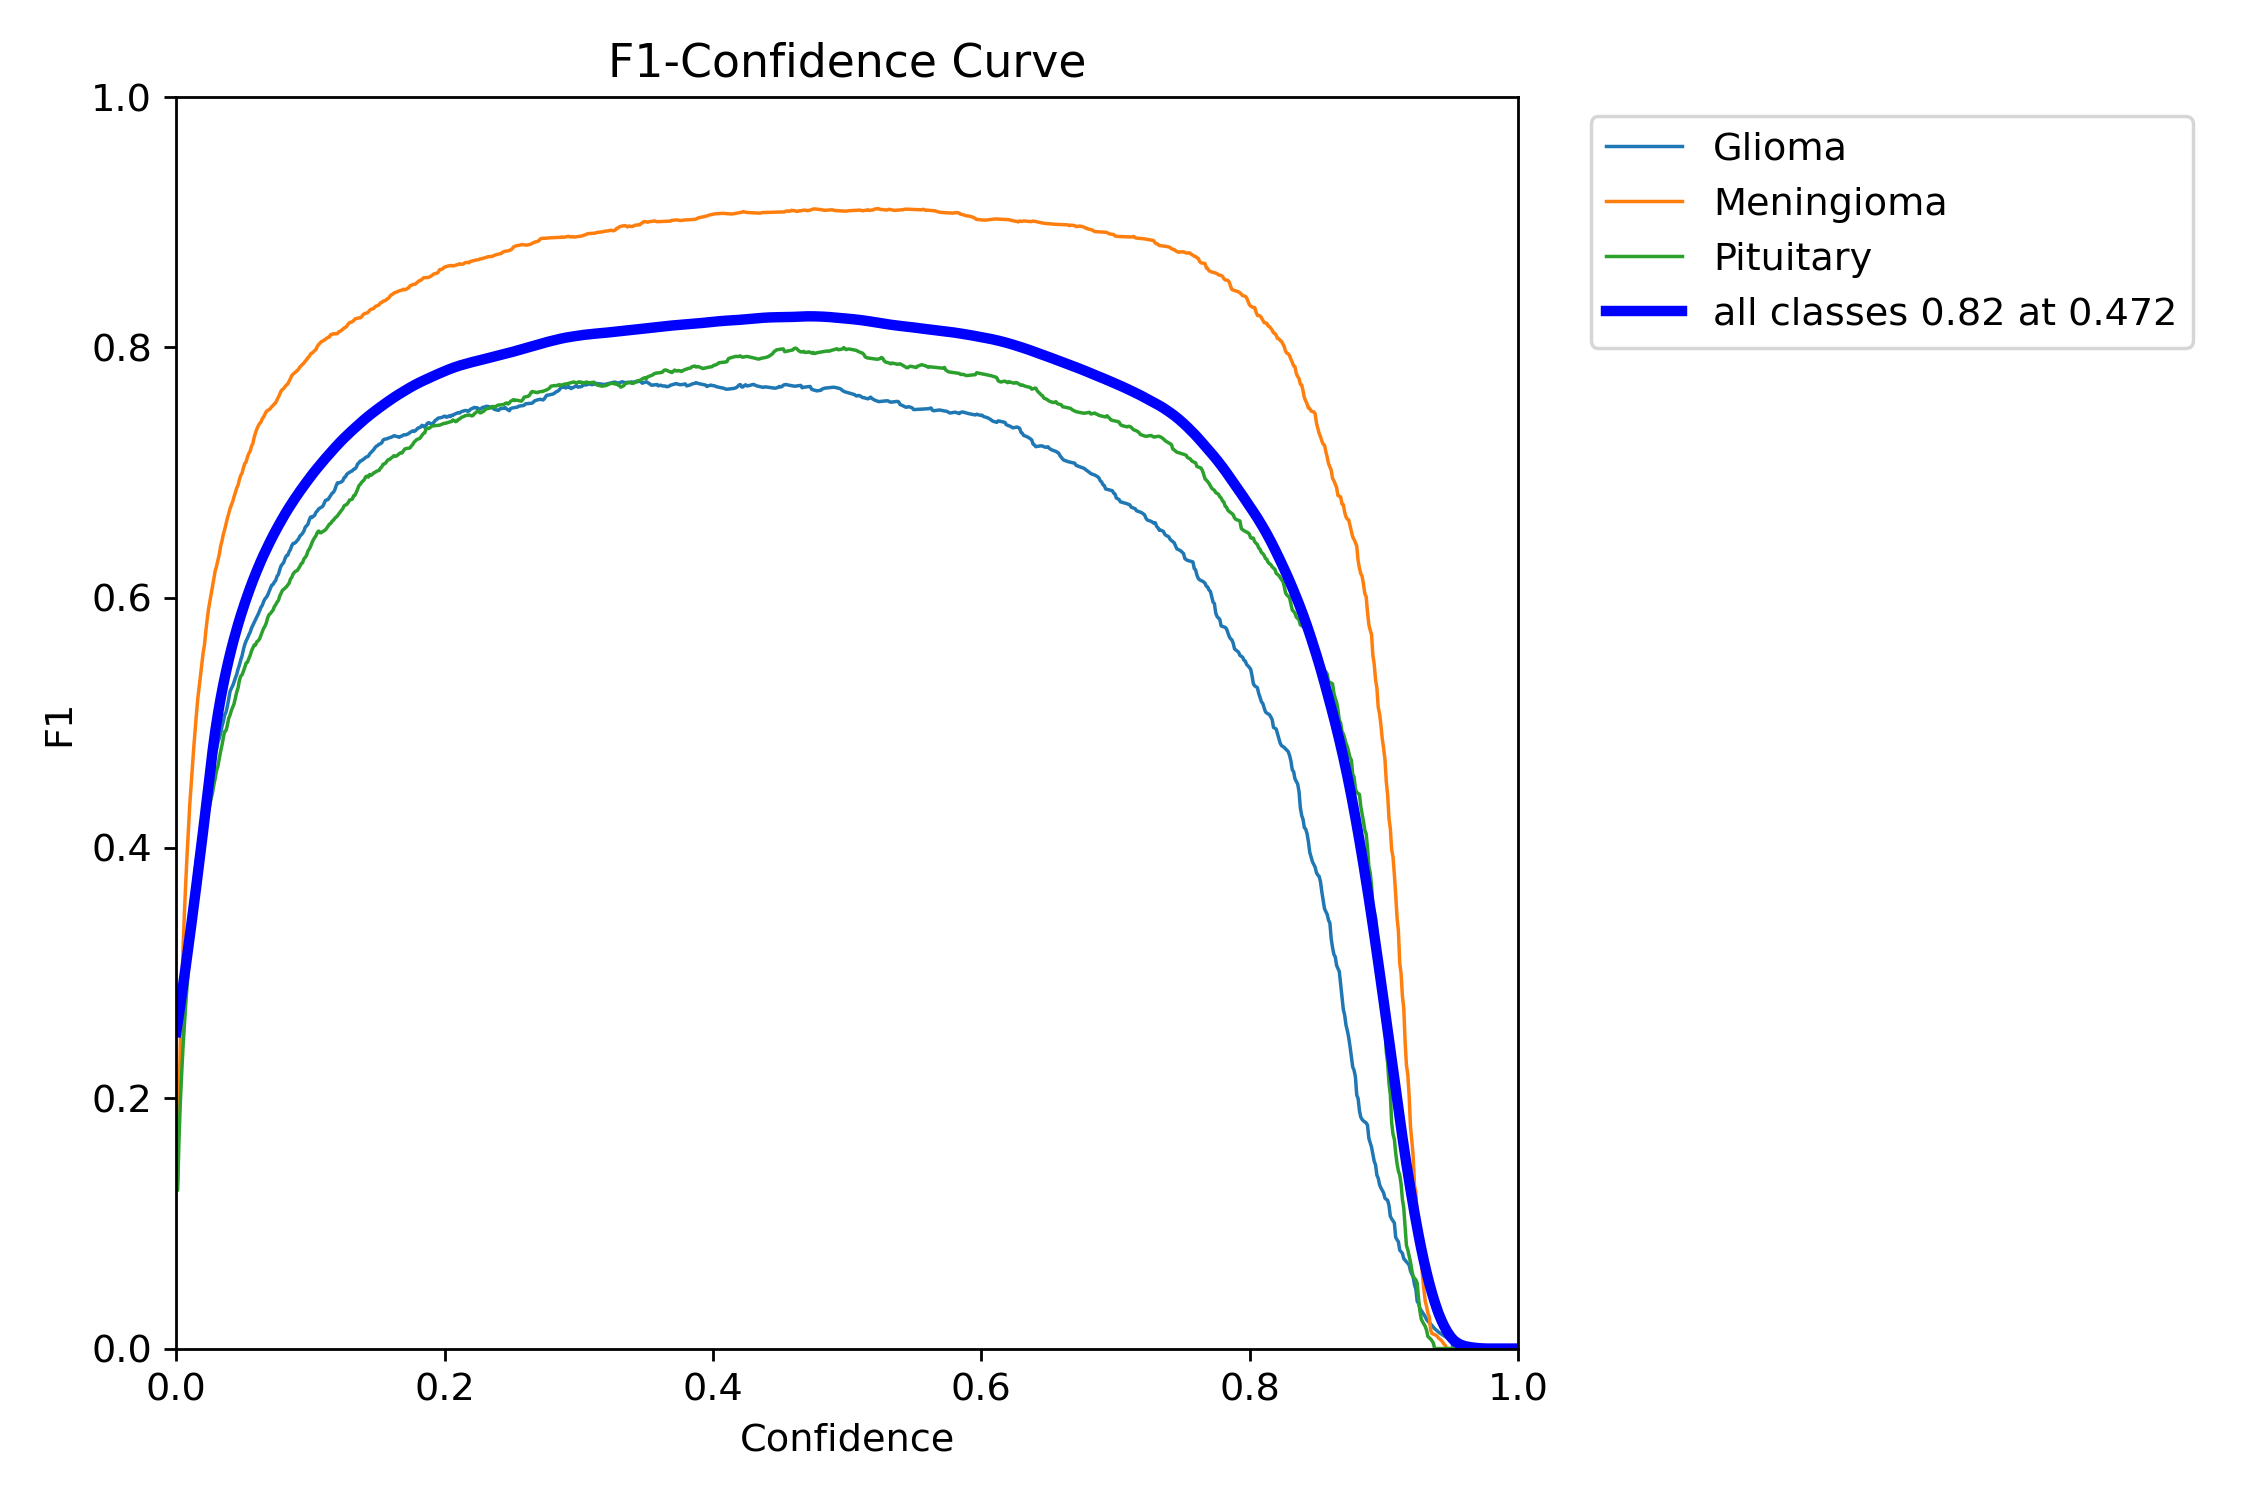 F1-Confidence Curve
1.0
0.8
0.6
0.4
0.2
0.0
F1
0.0 0.2 0.4 0.6 0.8 1.0
Confidence
Glioma
Meningioma
Pituitary
all classes 0.82 at 0.472